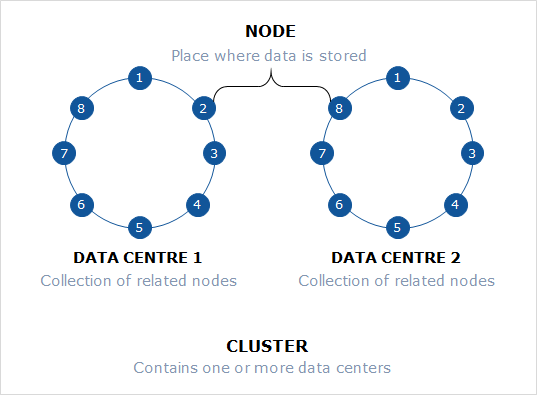 NODE
Place where data is stored
1
1
8
2
8
2
7
3
7
3
6
4
6
4
5
5
DATA CENTRE 1
DATA CENTRE 2
Collection of related nodes
Collection of related nodes
CLUSTER
Contains one or more data centers